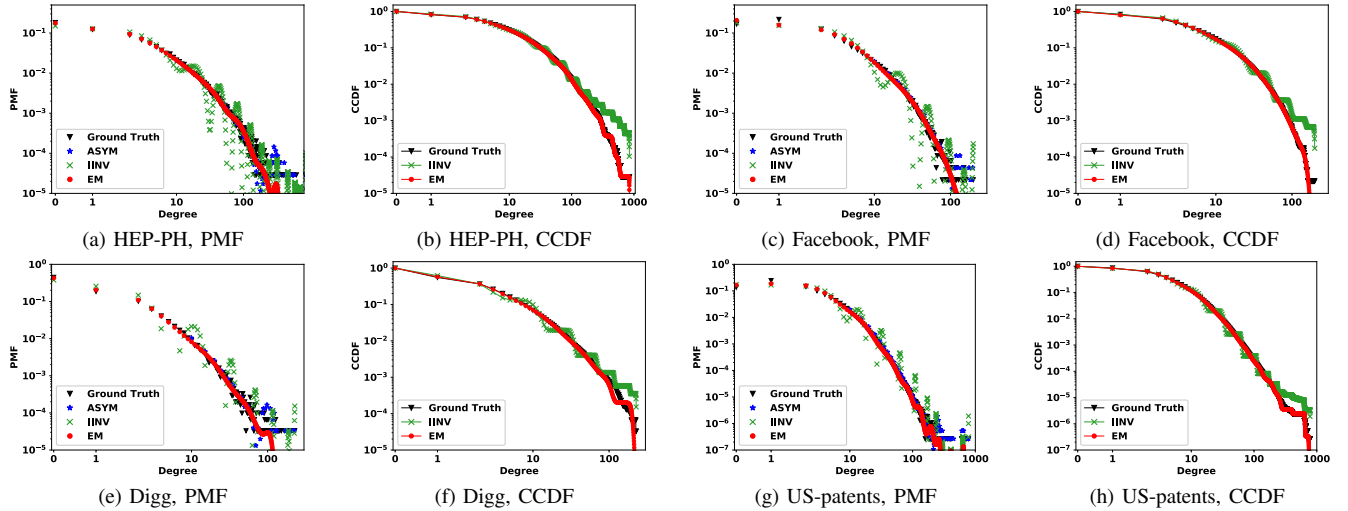 10⁻¹
10⁻²
10⁻³
10⁻⁴
10⁻⁵
PMF
Ground Truth
ASYM
IINV
EM
0 1 10 100
Degree
(a) HEP-PH, PMF
10⁰
10⁻¹
10⁻²
10⁻³
10⁻⁴
10⁻⁵
CCDF
Ground Truth
IINV
EM
0 1 10 100 1000
Degree
(b) HEP-PH, CCDF
10⁻¹
10⁻²
10⁻³
10⁻⁴
10⁻⁵
PMF
Ground Truth
ASYM
IINV
EM
0 1 10 100
Degree
(c) Facebook, PMF
10⁰
10⁻¹
10⁻²
10⁻³
10⁻⁴
10⁻⁵
CCDF
Ground Truth
IINV
EM
0 1 10 100
Degree
(d) Facebook, CCDF
10⁰
10⁻¹
10⁻²
10⁻³
10⁻⁴
10⁻⁵
PMF
Ground Truth
ASYM
IINV
EM
0 1 10 100
Degree
(e) Digg, PMF
10⁰
10⁻¹
10⁻²
10⁻³
10⁻⁴
10⁻⁵
CCDF
Ground Truth
IINV
EM
0 1 10 100
Degree
(f) Digg, CCDF
10⁰
10⁻¹
10⁻²
10⁻³
10⁻⁴
10⁻⁵
10⁻⁶
10⁻⁷
PMF
Ground Truth
ASYM
IINV
EM
0 1 10 100 1000
Degree
(g) US-patents, PMF
10⁰
10⁻¹
10⁻²
10⁻³
10⁻⁴
10⁻⁵
10⁻⁶
10⁻⁷
CCDF
Ground Truth
IINV
EM
0 1 10 100 1000
Degree
(h) US-patents, CCDF